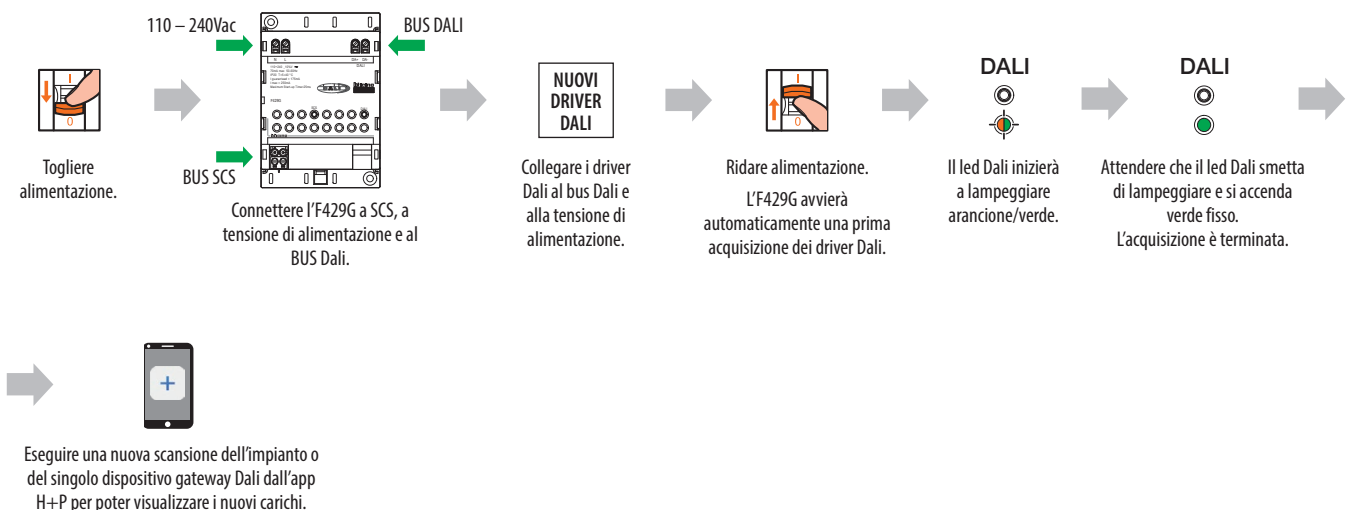 110 – 240Vac
BUS DALI
BUS SCS
Togliere
alimentazione.
Connettere l'F429G a SCS, a
tensione di alimentazione e al
BUS Dali.
NUOVI
DRIVER
DALI
Collegare i driver
Dali al bus Dali e
alla tensione di
alimentazione.
Ridare alimentazione.
L'F429G avvierà
automaticamente una prima
acquisizione dei driver Dali.
DALI
Il led Dali inizierà
a lampeggiare
arancione/verde.
DALI
Attendere che il led Dali smetta
di lampeggiare e si accenda
verde fisso.
L'acquisizione è terminata.
+
Eseguire una nuova scansione dell'impianto o
del singolo dispositivo gateway Dali dall'app
H+P per poter visualizzare i nuovi carichi.